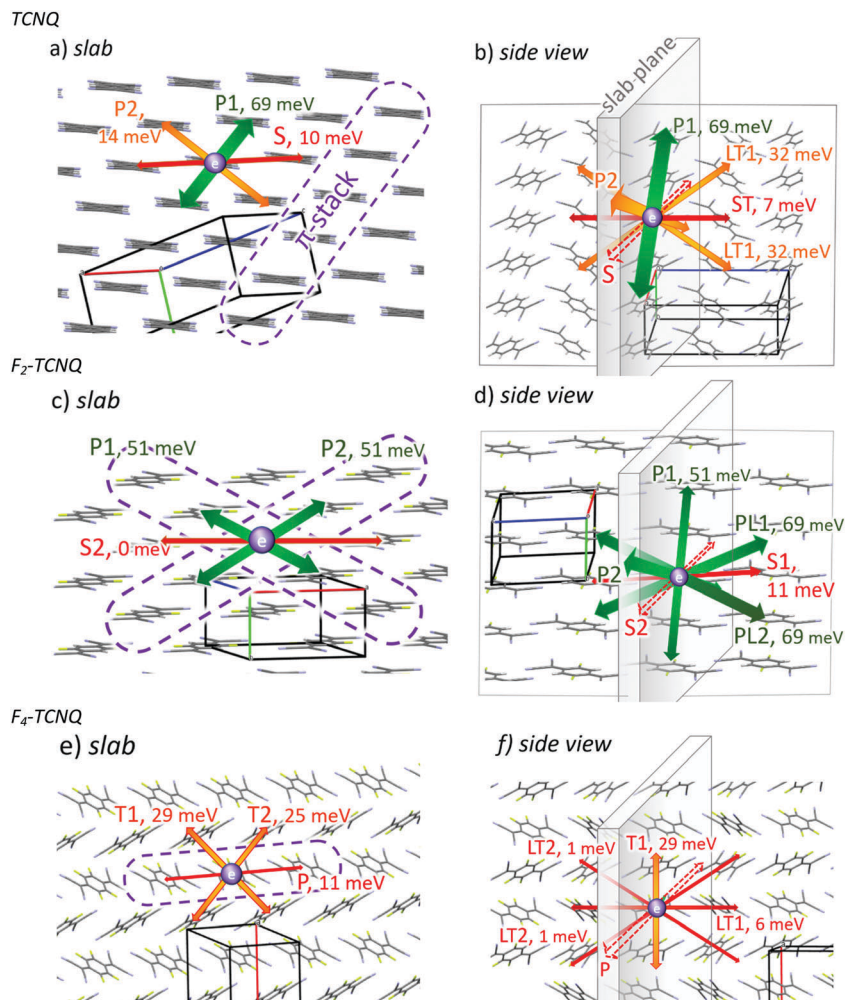 TCNQ
a) slab
P2,
14 meV
P1, 69 meV
S, 10 meV
e
π-stack
b) side view
slab-plane
P1, 69 meV
LT1, 32 meV
P2
e
ST, 7 meV
LT1, 32 meV
S
F2-TCNQ
c) slab
P1, 51 meV
P2, 51 meV
S2, 0 meV
e
d) side view
P1, 51 meV
PL1, 69 meV
S1,
11 meV
P2
e
S2
PL2, 69 meV
F4-TCNQ
e) slab
T1, 29 meV
T2, 25 meV
e
P, 11 meV
f) side view
LT2, 1 meV
T1, 29 meV
e
LT1, 6 meV
LT2, 1 meV
P